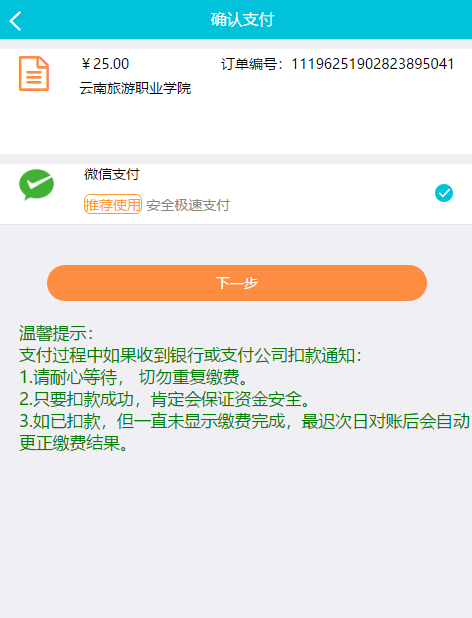 确认支付
￥25.00 订单编号：11196251902823895041
云南旅游职业学院
微信支付
推荐使用 安全极速支付
下一步
温馨提示：
支付过程中如果收到银行或支付公司扣款通知：
1.请耐心等待， 切勿重复缴费。
2.只要扣款成功，肯定会保证资金安全。
3.如已扣款，但一直未显示缴费完成，最迟次日对账后会自动
更正缴费结果。